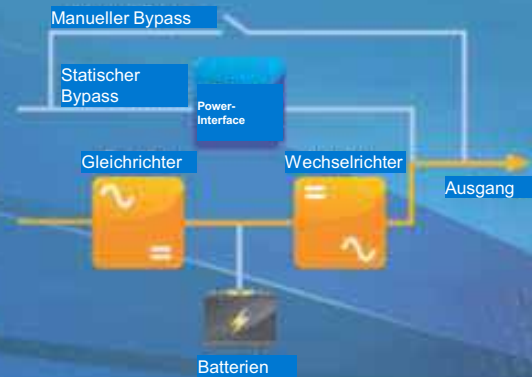 Manueller Bypass
Statischer
Bypass
Power-
Interface
Gleichrichter
Wechselrichter
Ausgang
Batterien